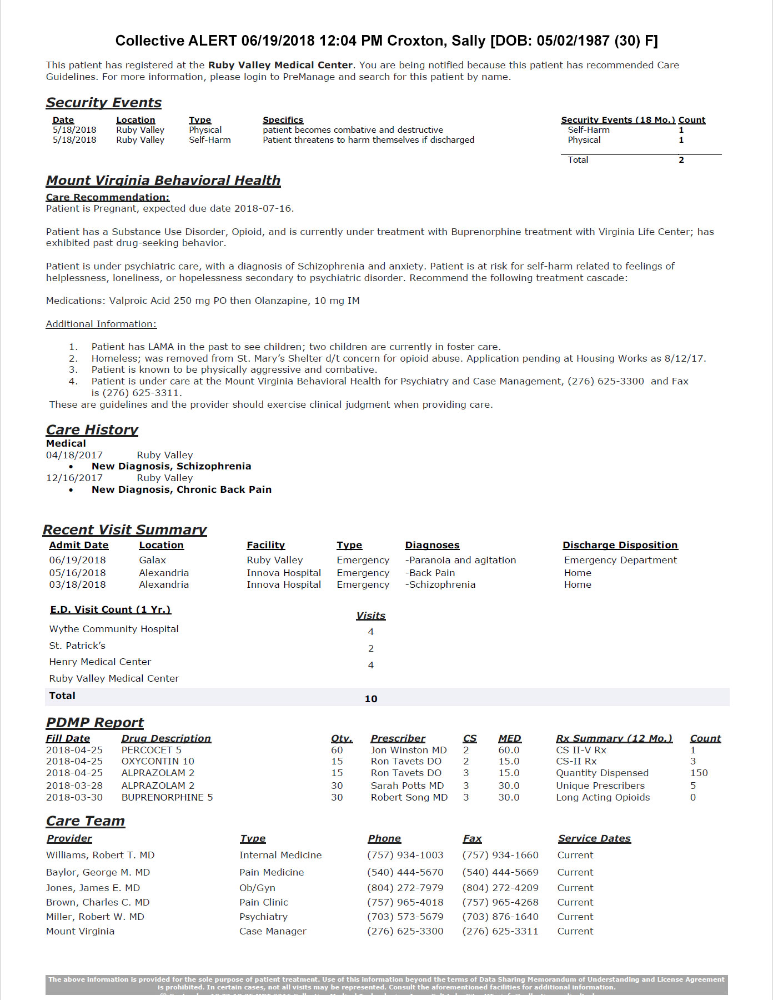 Collective ALERT 06/19/2018 12:04 PM Croxton, Sally [DOB: 05/02/1987 (30) F]
This patient has registered at the Ruby Valley Medical Center. You are being notified because this patient has recommended Care
Guidelines. For more information, please login to PreManage and search for this patient by name.
Security Events
Date Location Type Specifics Security Events (18 Mo.) Count
5/18/2018 Ruby Valley Physical patient becomes combative and destructive Self-Harm 1
5/18/2018 Ruby Valley Self-Harm Patient threatens to harm themselves if discharged Physical 1
Total 2
Mount Virginia Behavioral Health
Care Recommendation:
Patient is Pregnant, expected due date 2018-07-16.
Patient has a Substance Use Disorder, Opioid, and is currently under treatment with Buprenorphine treatment with Virginia Life Center; has
exhibited past drug-seeking behavior.
Patient is under psychiatric care, with a diagnosis of Schizophrenia and anxiety. Patient is at risk for self-harm related to feelings of
helplessness, loneliness, or hopelessness secondary to psychiatric disorder. Recommend the following treatment cascade:
Medications: Valproic Acid 250 mg PO then Olanzapine, 10 mg IM
Additional Information:
1. Patient has LAMA in the past to see children; two children are currently in foster care.
2. Homeless; was removed from St. Mary’s Shelter d/t concern for opioid abuse. Application pending at Housing Works as 8/12/17.
3. Patient is known to be physically aggressive and combative.
4. Patient is under care at the Mount Virginia Behavioral Health for Psychiatry and Case Management, (276) 625-3300 and Fax
is (276) 625-3311.
These are guidelines and the provider should exercise clinical judgment when providing care.
Care History
Medical
04/18/2017 Ruby Valley
• New Diagnosis, Schizophrenia
12/16/2017 Ruby Valley
• New Diagnosis, Chronic Back Pain
Recent Visit Summary
Admit Date Location Facility Type Diagnoses Discharge Disposition
06/19/2018 Galax Ruby Valley Emergency -Paranoia and agitation Emergency Department
05/16/2018 Alexandria Innova Hospital Emergency -Back Pain Home
03/18/2018 Alexandria Innova Hospital Emergency -Schizophrenia Home
E.D. Visit Count (1 Yr.) Visits
Wythe Community Hospital 4
St. Patrick’s 2
Henry Medical Center 4
Ruby Valley Medical Center
Total 10
PDMP Report
Fill Date Drug Description Qty. Prescriber CS MED Rx Summary (12 Mo.) Count
2018-04-25 PERCOCET 5 60 Jon Winston MD 2 60.0 CS II-V Rx 1
2018-04-25 OXYCONTIN 10 15 Ron Tavets DO 2 15.0 CS-II Rx 3
2018-04-25 ALPRAZOLAM 2 15 Ron Tavets DO 3 15.0 Quantity Dispensed 150
2018-03-28 ALPRAZOLAM 2 30 Sarah Potts MD 3 30.0 Unique Prescribers 5
2018-03-30 BUPRENORPHINE 5 30 Robert Song MD 3 30.0 Long Acting Opioids 0
Care Team
Provider Type Phone Fax Service Dates
Williams, Robert T. MD Internal Medicine (757) 934-1003 (757) 934-1660 Current
Baylor, George M. MD Pain Medicine (540) 444-5670 (540) 444-5669 Current
Jones, James E. MD Ob/Gyn (804) 272-7979 (804) 272-4209 Current
Brown, Charles C. MD Pain Clinic (757) 965-4018 (757) 965-4268 Current
Miller, Robert W. MD Psychiatry (703) 573-5679 (703) 876-1640 Current
Mount Virginia Case Manager (276) 625-3300 (276) 625-3311 Current
The above information is provided for the sole purpose of patient treatment. Use of this information beyond the terms of Data Sharing Memorandum of Understanding and License Agreement
is prohibited. In certain cases, not all visits may be represented. Consult the aforementioned facilities for additional information.